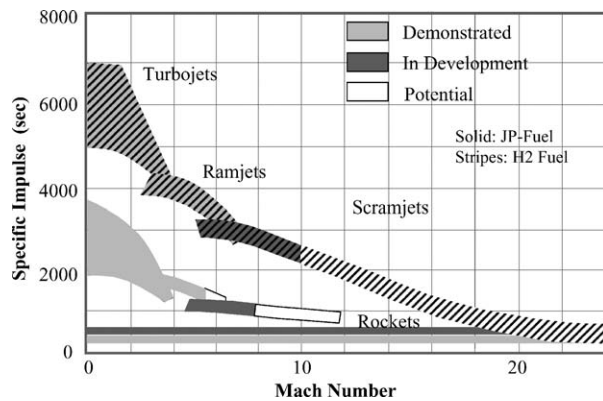 8000
Demonstrated
Turbojets
In Development
6000
Potential
Solid: JP-Fuel
Stripes: H2 Fuel
Ramjets
4000
Scramjets
2000
Rockets
0
0
10
20
Specific Impulse (sec)
Mach Number